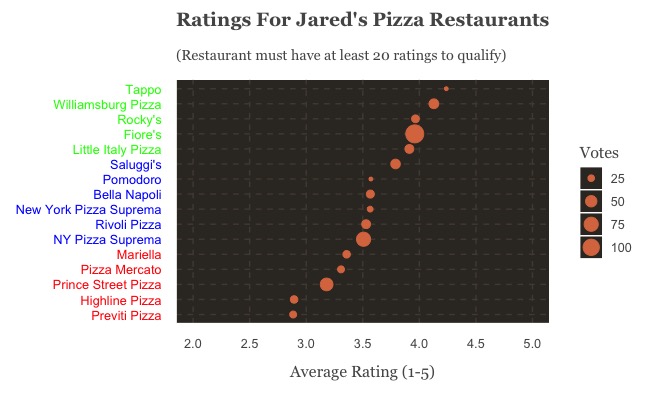 Ratings For Jared's Pizza Restaurants
(Restaurant must have at least 20 ratings to qualify)
Tappo
Williamsburg Pizza
Rocky's
Fiore's
Little Italy Pizza
Saluggi's
Pomodoro
Bella Napoli
New York Pizza Suprema
Rivoli Pizza
NY Pizza Suprema
Mariella
Pizza Mercato
Prince Street Pizza
Highline Pizza
Previti Pizza
2.0 2.5 3.0 3.5 4.0 4.5 5.0
Average Rating (1-5)
Votes
25
50
75
100